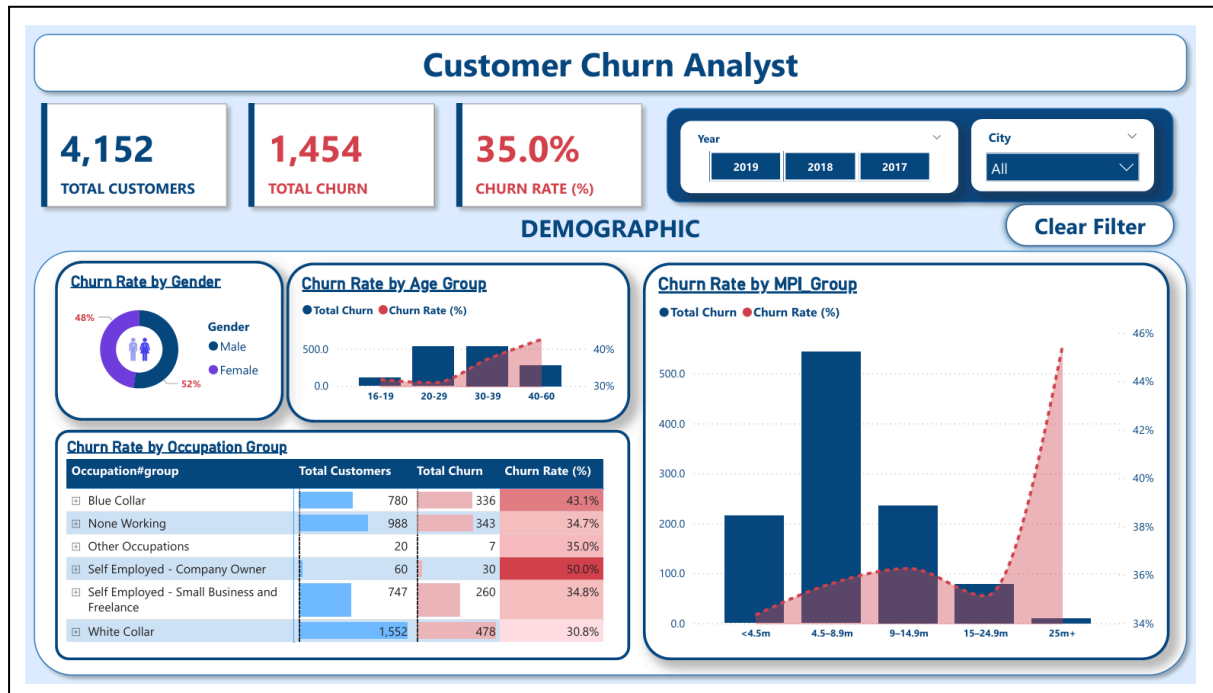 Customer Churn Analyst
4,152
TOTAL CUSTOMERS
1,454
TOTAL CHURN
35.0%
CHURN RATE (%)
Year
2019 2018 2017
City
All
DEMOGRAPHIC
Clear Filter
Churn Rate by Gender
48%
52%
Gender
Male
Female
Churn Rate by Age Group
Total Churn Churn Rate (%)
500.0 40%
0.0 30%
16-19 20-29 30-39 40-60
Churn Rate by Occupation Group
Occupation#group Total Customers Total Churn Churn Rate (%)
Blue Collar 780 336 43.1%
None Working 988 343 34.7%
Other Occupations 20 7 35.0%
Self Employed - Company Owner 60 30 50.0%
Self Employed - Small Business and 747 260 34.8%
Freelance
White Collar 1,552 478 30.8%
Churn Rate by MPI_Group
Total Churn Churn Rate (%)
46%
500.0
44%
400.0
42%
300.0
40%
200.0
38%
100.0
36%
0.0
34%
<4.5m 4.5–8.9m 9–14.9m 15–24.9m 25m+